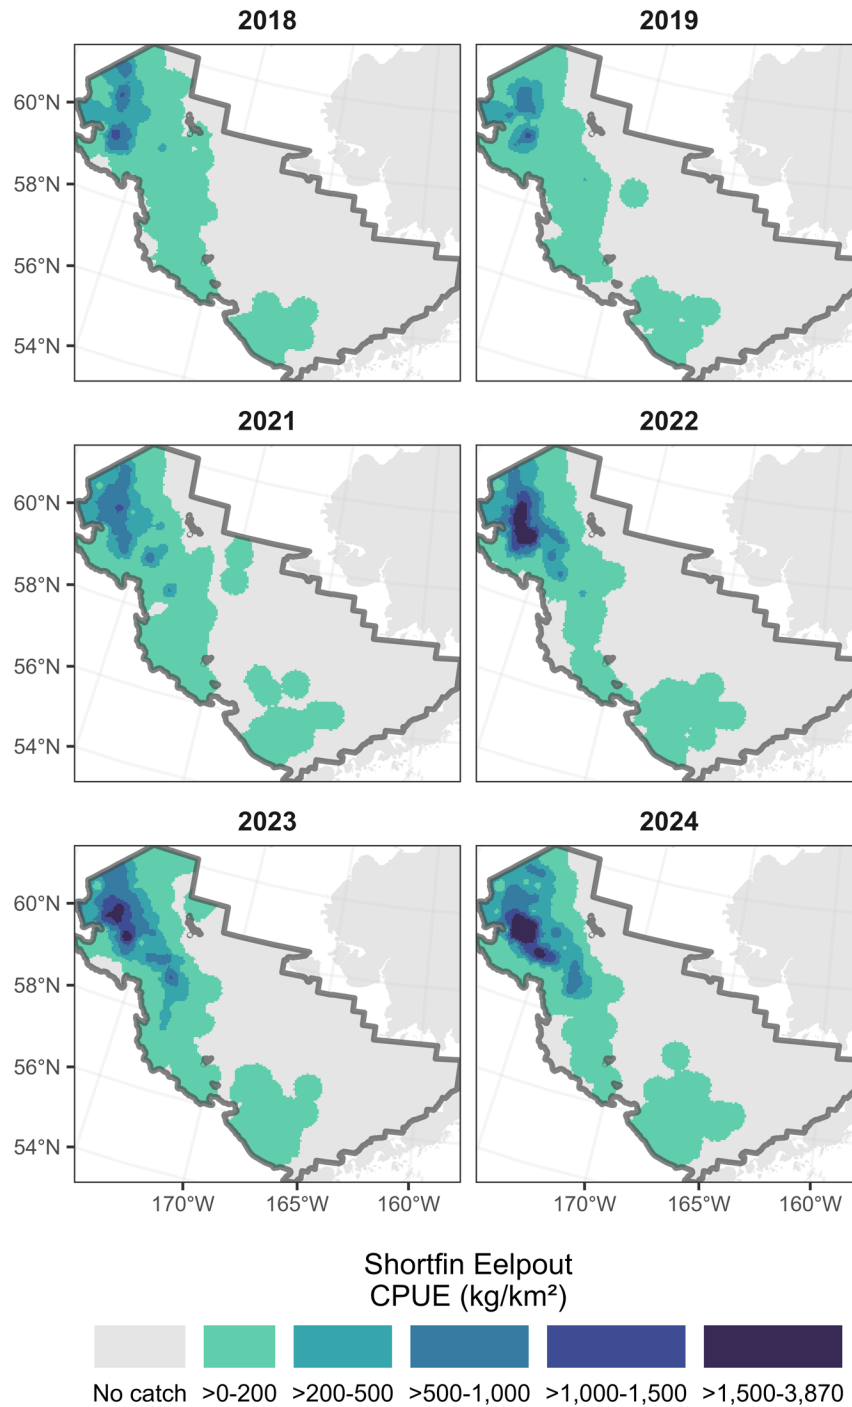 2018 2019
60°N
58°N
56°N
54°N
2021 2022
60°N
58°N
56°N
54°N
2023 2024
60°N
58°N
56°N
54°N
170°W 165°W 160°W 170°W 165°W 160°W
Shortfin Eelpout
CPUE (kg/km²)
No catch >0-200 >200-500 >500-1,000 >1,000-1,500 >1,500-3,870